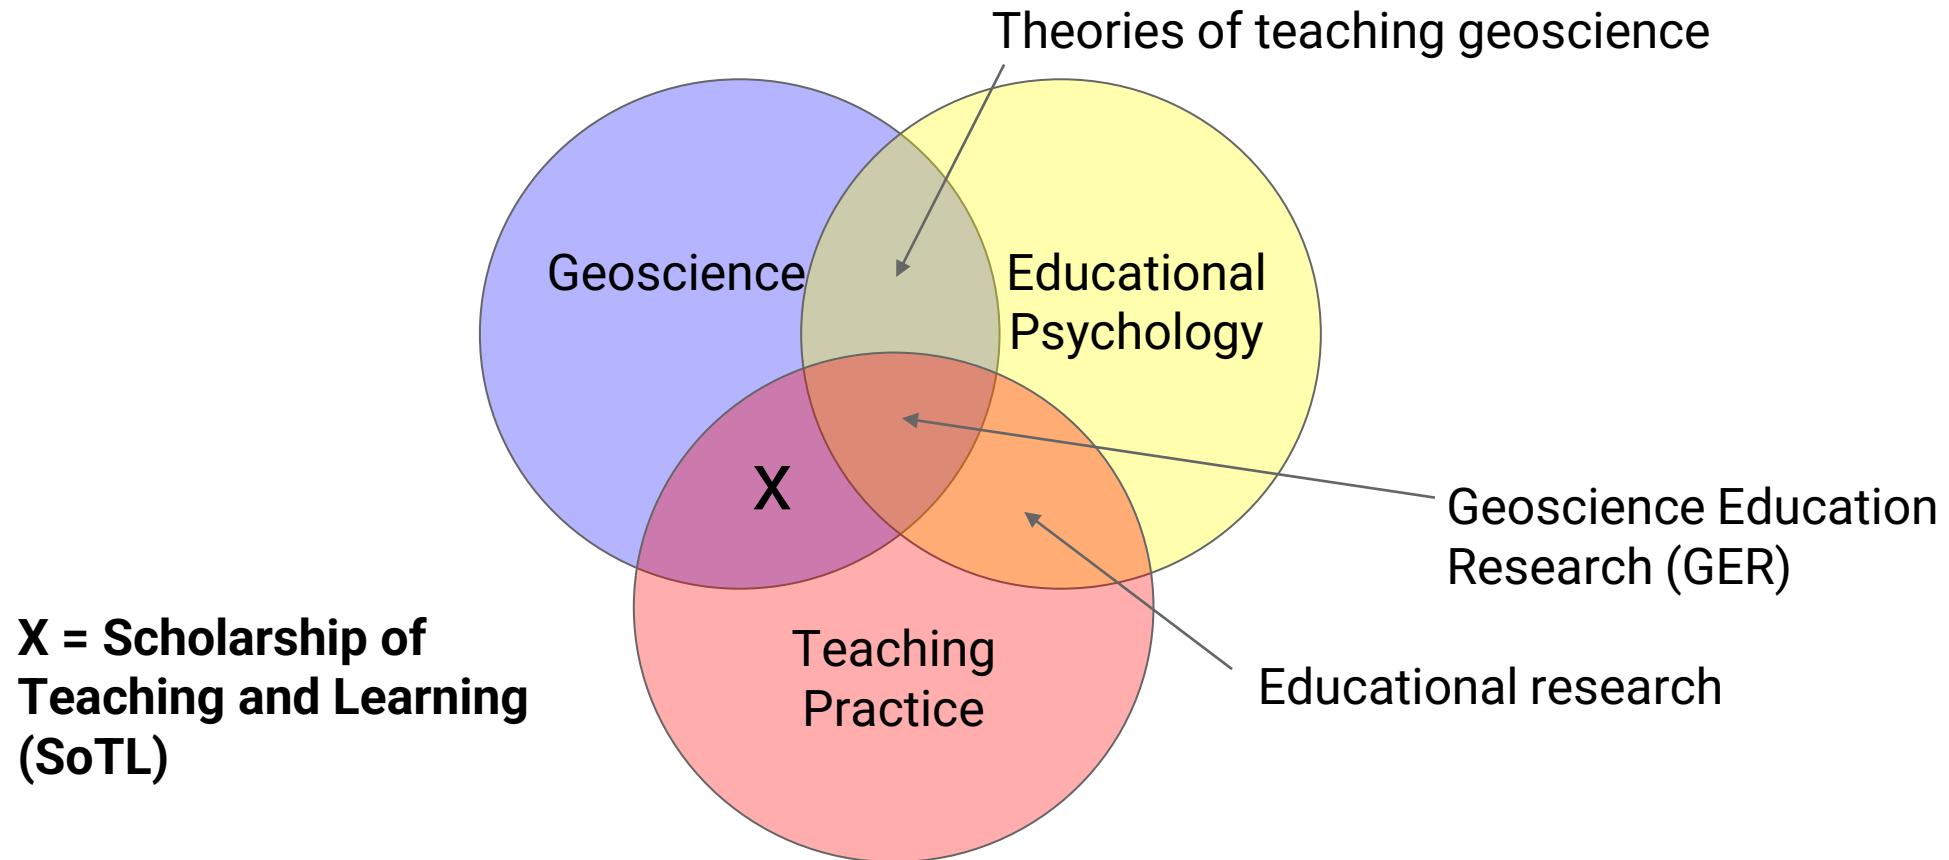 Theories of teaching geoscience
Geoscience
Educational
Psychology
X
Geoscience Education
Research (GER)
X = Scholarship of
Teaching and Learning
(SoTL)
Teaching
Practice
Educational research